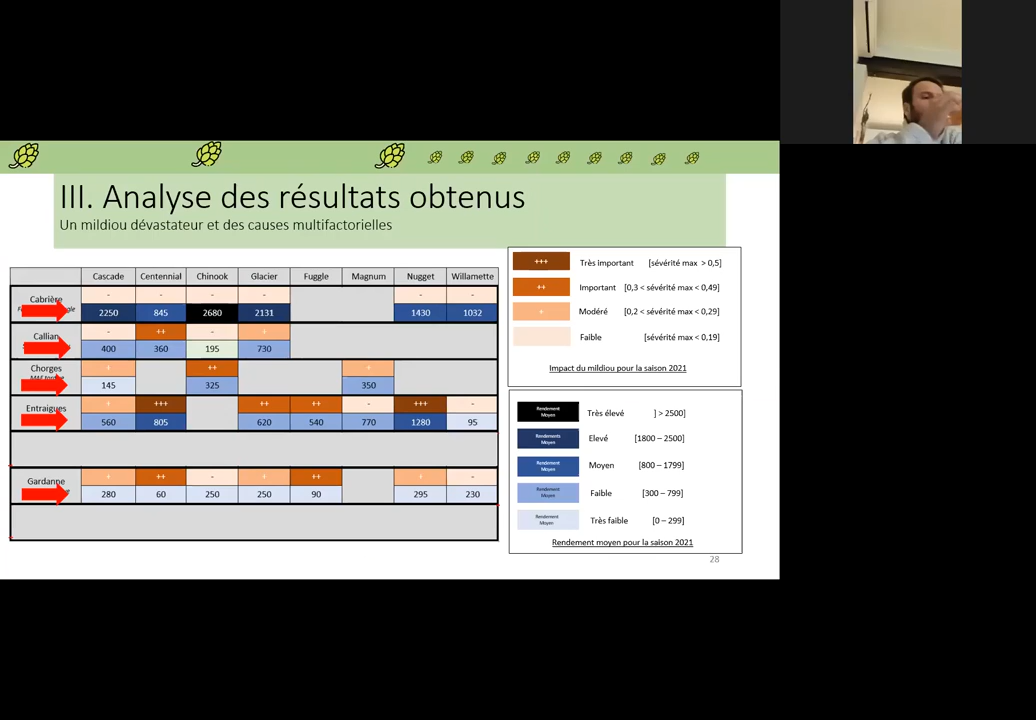 III. Analyse des résultats obtenus
Un mildiou dévastateur et des causes multifactorielles
Cascade Centennial Chinook Glacier Fuggle Magnum Nugget Willamette
Cabrière - - - - - -
2250 845 2680 2131 1430 1032
Callian - ++ - +
400 360 195 730
Chorges + ++ +
145 325 350
Entraigues + +++ ++ ++ - +++ -
560 805 620 540 770 1280 95
Gardanne + ++ - + ++ + -
280 60 250 250 90 295 230
+++ Très important [sévérité max > 0,5]
++ Important [0,3 < sévérité max < 0,49]
+ Modéré [0,2 < sévérité max < 0,29]
Faible [sévérité max < 0,19]
Impact du mildiou pour la saison 2021
Rendement Moyen Très élevé ] > 2500]
Rendements Moyen Elevé [1800 – 2500]
Rendement Moyen Moyen [800 – 1799]
Rendement Moyen Faible [300 – 799]
Rendement Moyen Très faible [0 – 299]
Rendement moyen pour la saison 2021
28